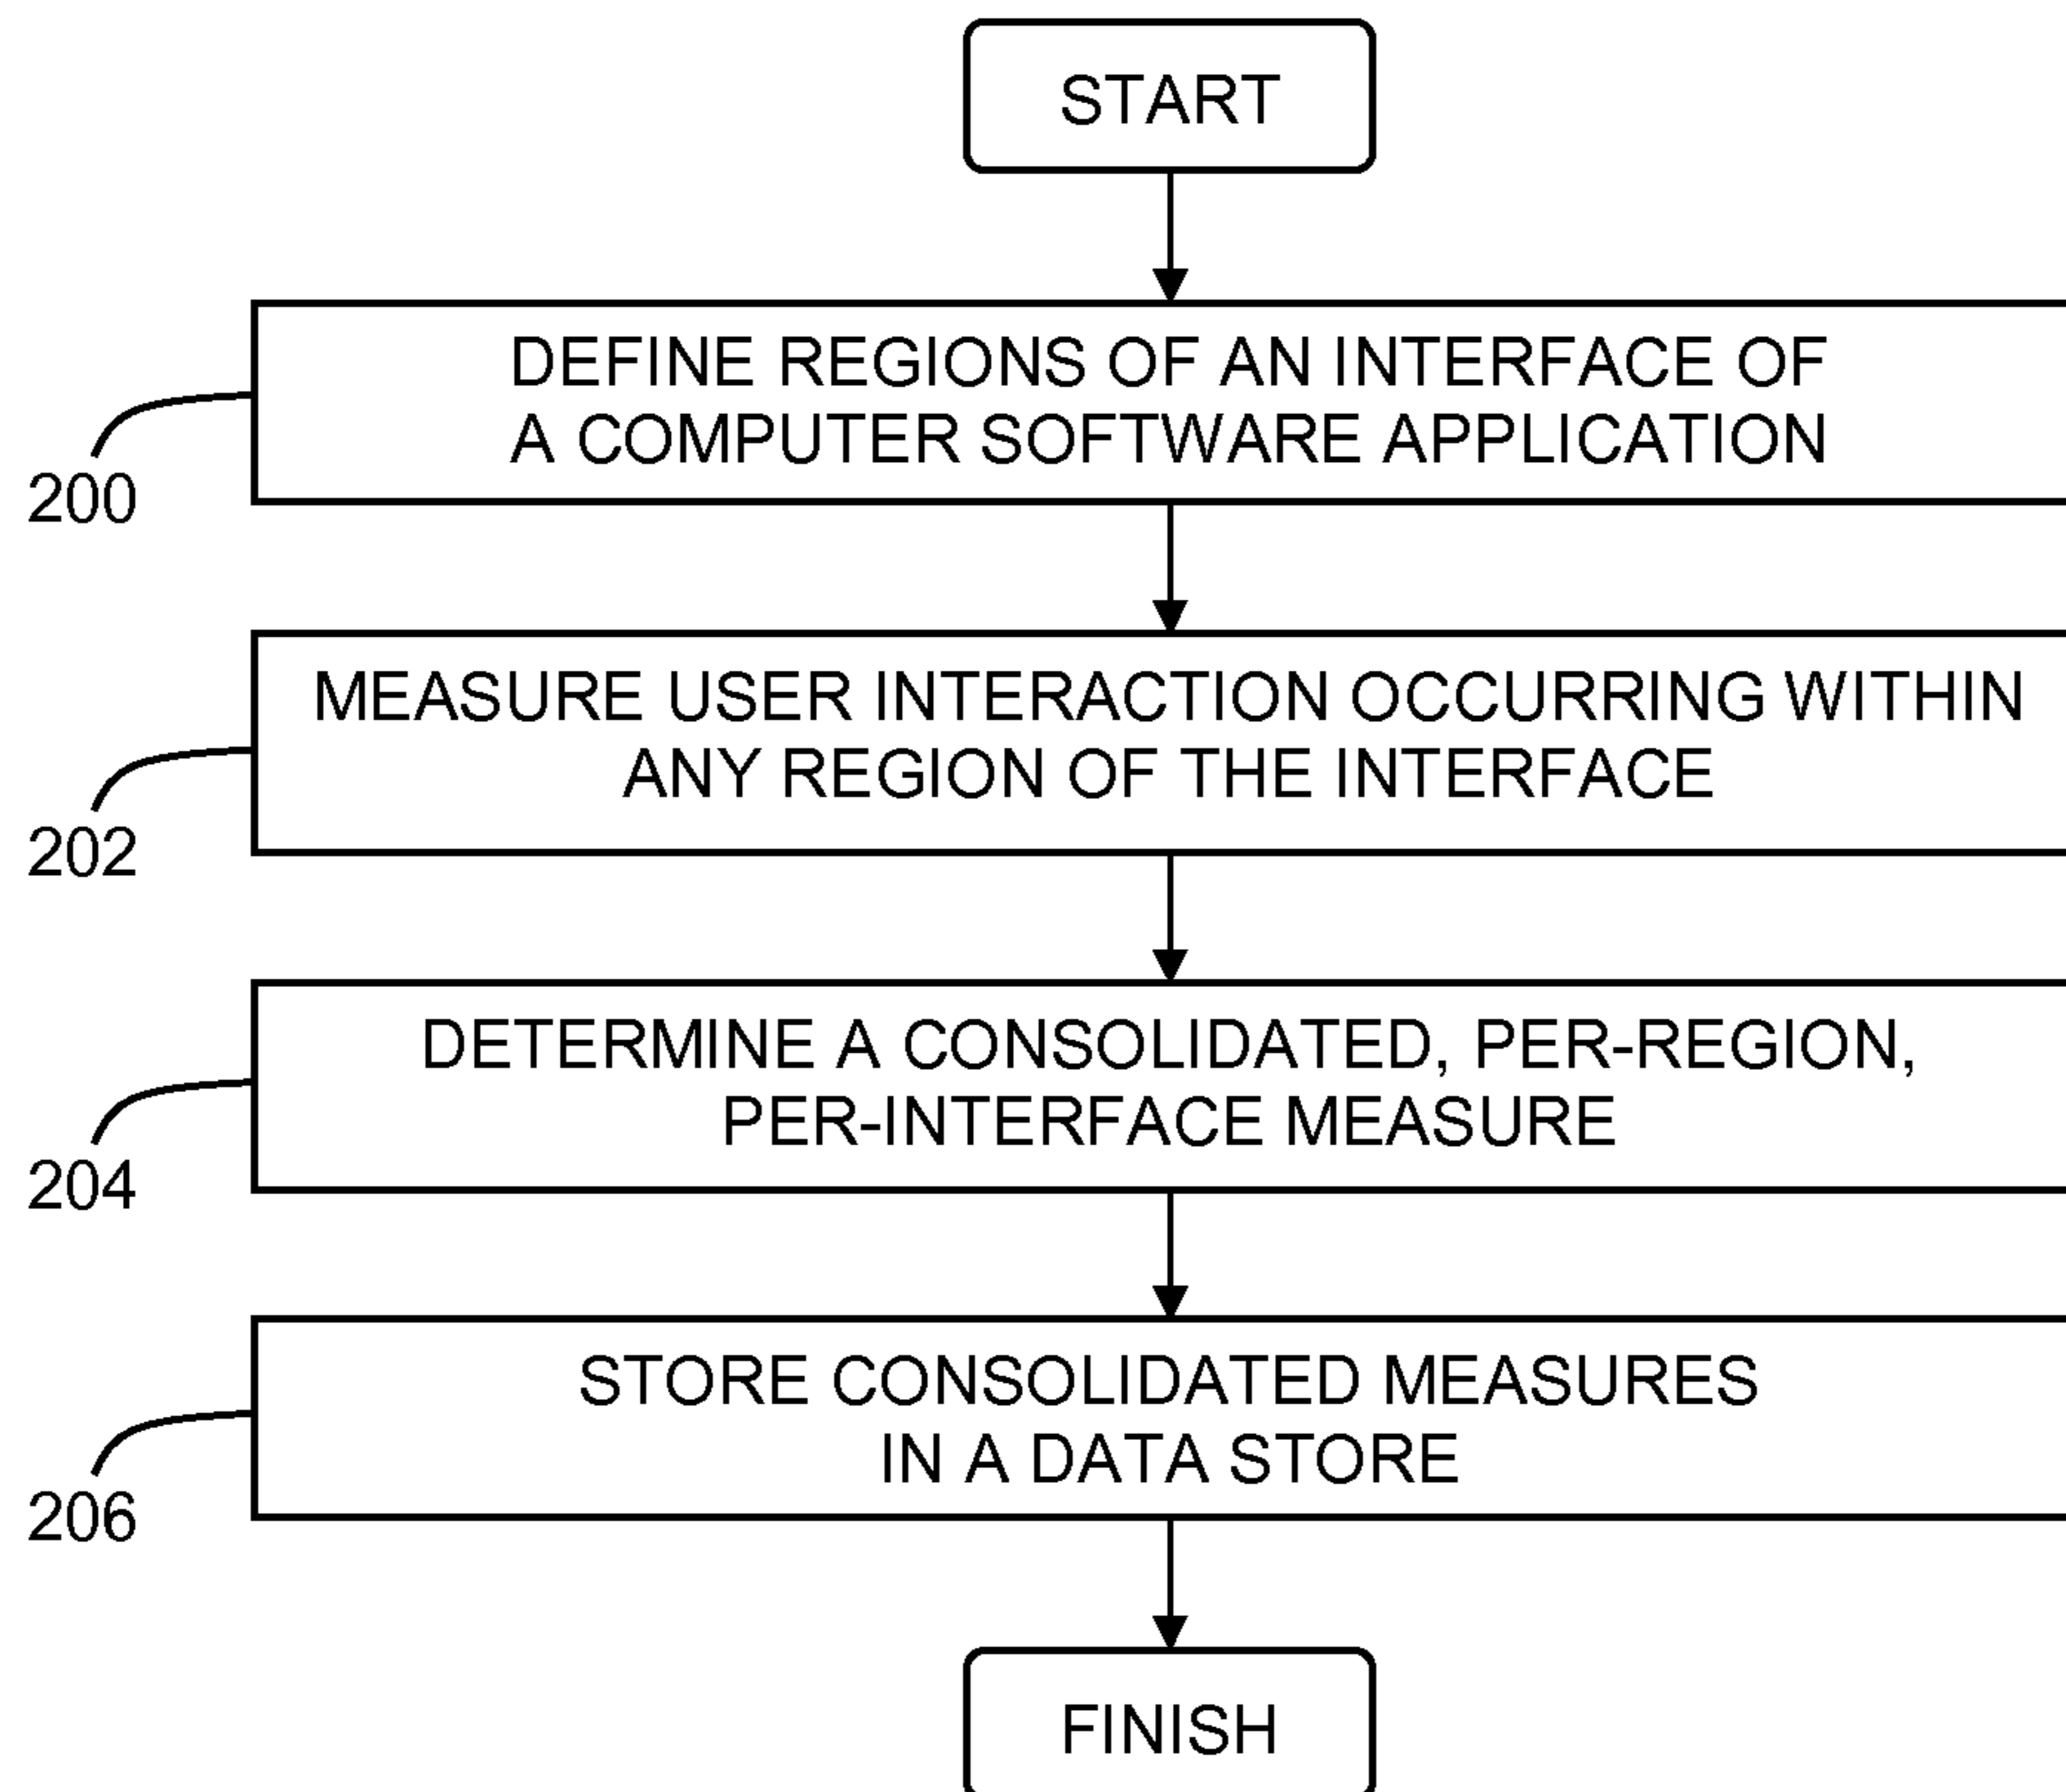 START
DEFINE REGIONS OF AN INTERFACE OF
A COMPUTER SOFTWARE APPLICATION
200
MEASURE USER INTERACTION OCCURRING WITHIN
ANY REGION OF THE INTERFACE
202
DETERMINE A CONSOLIDATED, PER-REGION,
PER-INTERFACE MEASURE
204
STORE CONSOLIDATED MEASURES
IN A DATA STORE
206
FINISH